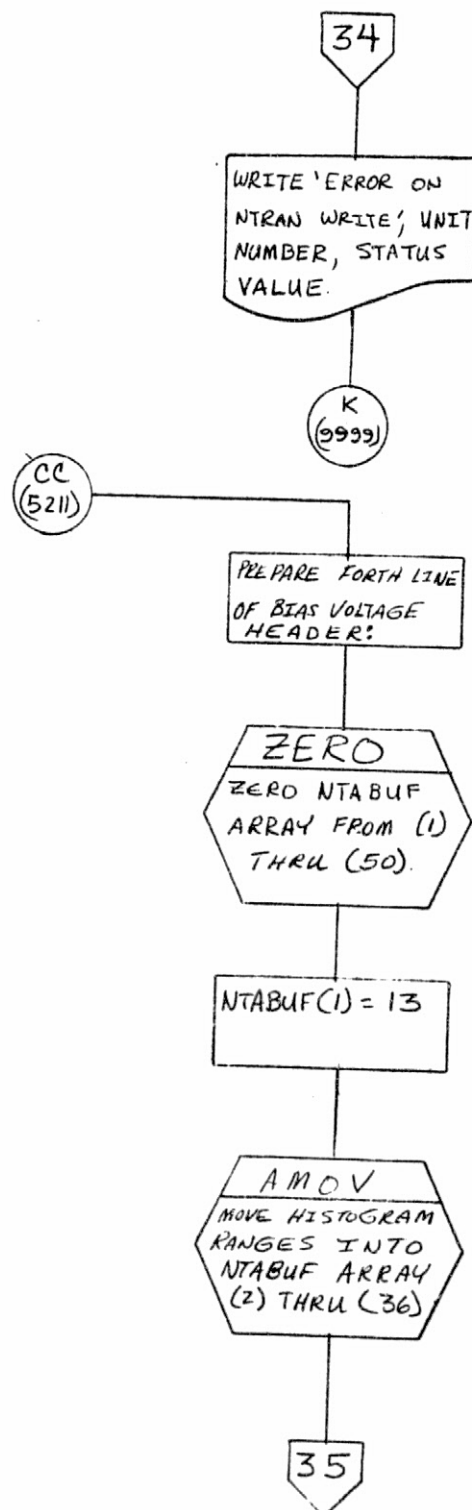 34
WRITE 'ERROR ON
NTRAN WRITE', UNIT
NUMBER, STATUS
VALUE.
K
(9999)
CC
(5211)
PREPARE FORTH LINE
OF BIAS VOLTAGE
HEADER:
ZERO
ZERO NTABUF
ARRAY FROM (1)
THRU (50).
NTABUF(1) = 13
AMOV
MOVE HISTOGRAM
RANGES INTO
NTABUF ARRAY
(2) THRU (36)
35